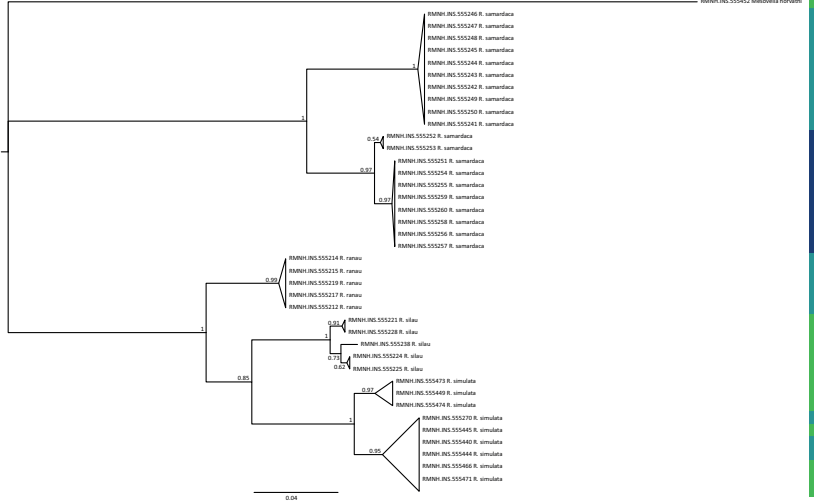 RMNH.INS.555452 Mesovelia horvathi
RMNH.INS.555246 R. samardaca
RMNH.INS.555247 R. samardaca
RMNH.INS.555248 R. samardaca
RMNH.INS.555245 R. samardaca
1
RMNH.INS.555244 R. samardaca
RMNH.INS.555243 R. samardaca
RMNH.INS.555242 R. samardaca
RMNH.INS.555249 R. samardaca
RMNH.INS.555250 R. samardaca
1
RMNH.INS.555241 R. samardaca
0.54
RMNH.INS.555252 R. samardaca
RMNH.INS.555253 R. samardaca
RMNH.INS.555251 R. samardaca
0.97
RMNH.INS.555254 R. samardaca
RMNH.INS.555255 R. samardaca
RMNH.INS.555259 R. samardaca
0.97
RMNH.INS.555260 R. samardaca
RMNH.INS.555258 R. samardaca
RMNH.INS.555256 R. samardaca
RMNH.INS.555257 R. samardaca
RMNH.INS.555214 R. ranau
RMNH.INS.555215 R. ranau
0.99
RMNH.INS.555219 R. ranau
RMNH.INS.555217 R. ranau
RMNH.INS.555212 R. ranau
RMNH.INS.555221 R. silau
0.91
1
RMNH.INS.555228 R. silau
1
RMNH.INS.555238 R. silau
0.73
RMNH.INS.555224 R. silau
0.62
RMNH.INS.555225 R. silau
0.85
RMNH.INS.555473 R. simulata
0.97
RMNH.INS.555449 R. simulata
RMNH.INS.555474 R. simulata
RMNH.INS.555270 R. simulata
1
RMNH.INS.555445 R. simulata
RMNH.INS.555440 R. simulata
0.95
RMNH.INS.555444 R. simulata
RMNH.INS.555466 R. simulata
RMNH.INS.555471 R. simulata
0.04